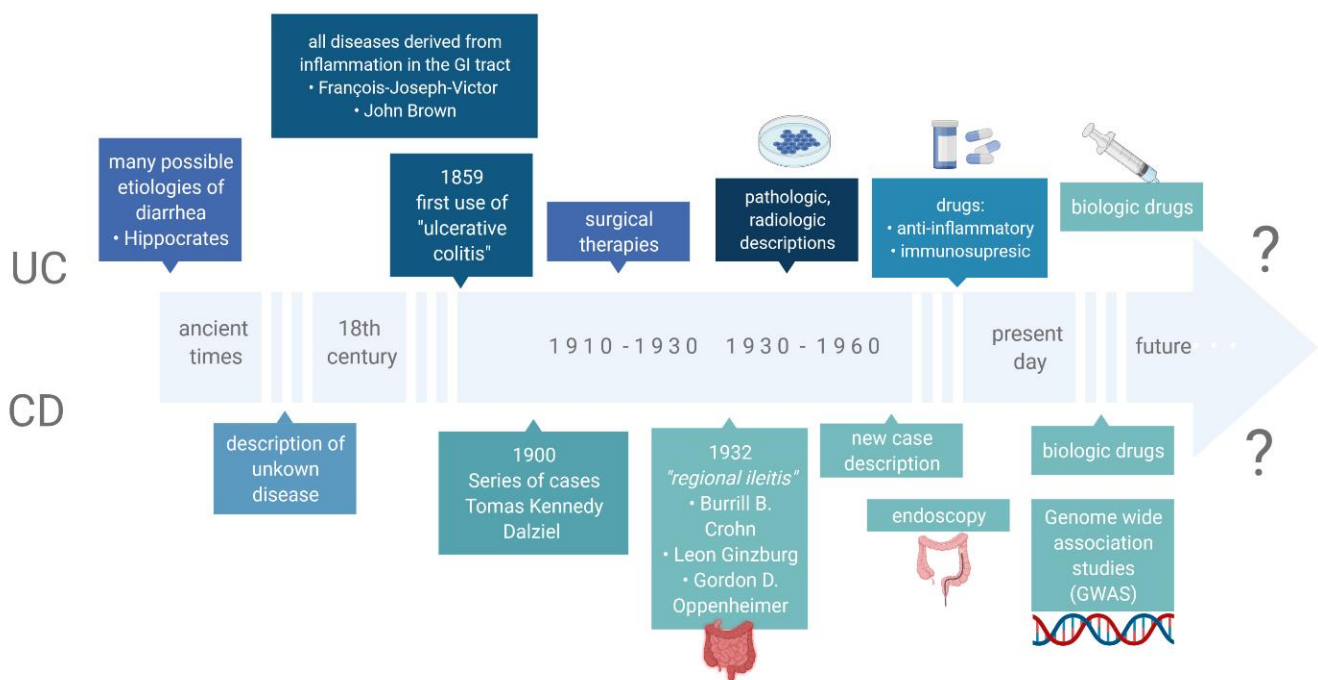 all diseases derived from
inflammation in the GI tract
• François-Joseph-Victor
• John Brown
many possible
etiologies of
diarrhea
• Hippocrates
1859
first use of
"ulcerative
colitis"
surgical
therapies
pathologic,
radiologic
descriptions
drugs:
• anti-inflammatory
• immunosupresic
biologic drugs
UC
?
ancient
times
18th
century
1910 - 1930
1930 - 1960
present
day
future ...
CD
?
description of
unkown
disease
1900
Series of cases
Tomas Kennedy
Dalziel
1932
"regional ileitis"
• Burrill B.
Crohn
• Leon Ginzburg
• Gordon D.
Oppenheimer
new case
description
endoscopy
biologic drugs
Genome wide
association
studies
(GWAS)